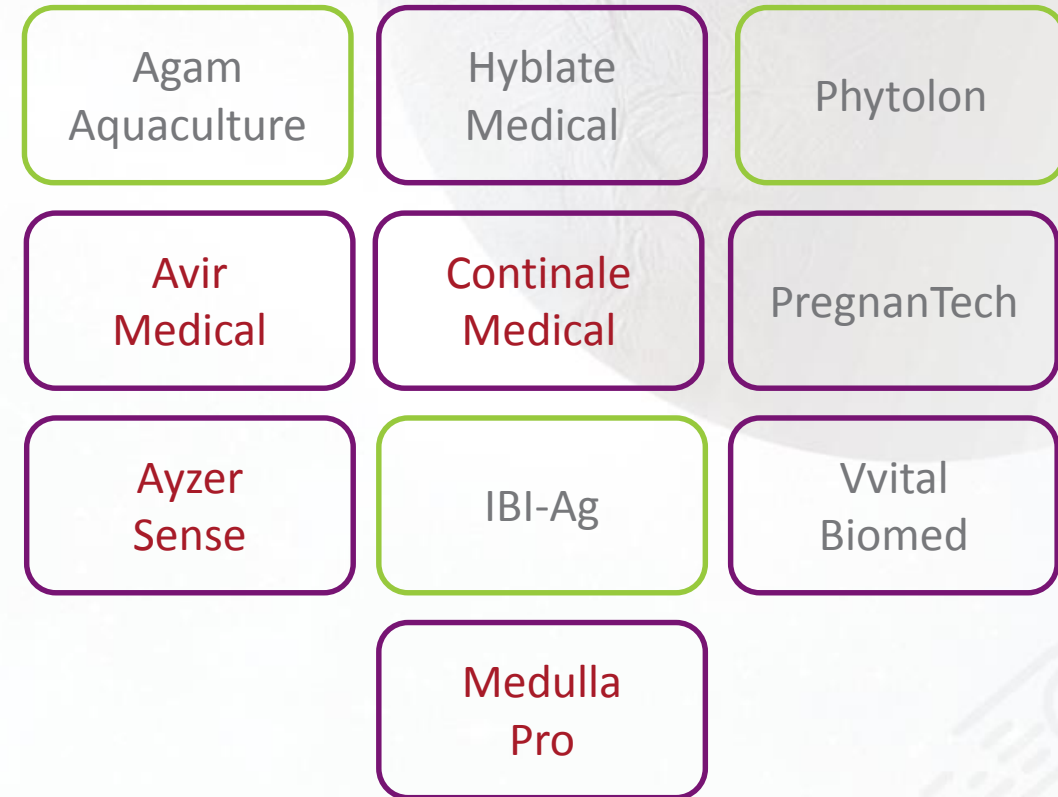 Agam
Aquaculture
Hyblate
Medical
Phytolon
Avir
Medical
Continale
Medical
PregnanTech
Ayzer
Sense
IBI-Ag
Vvital
Biomed
Medulla
Pro